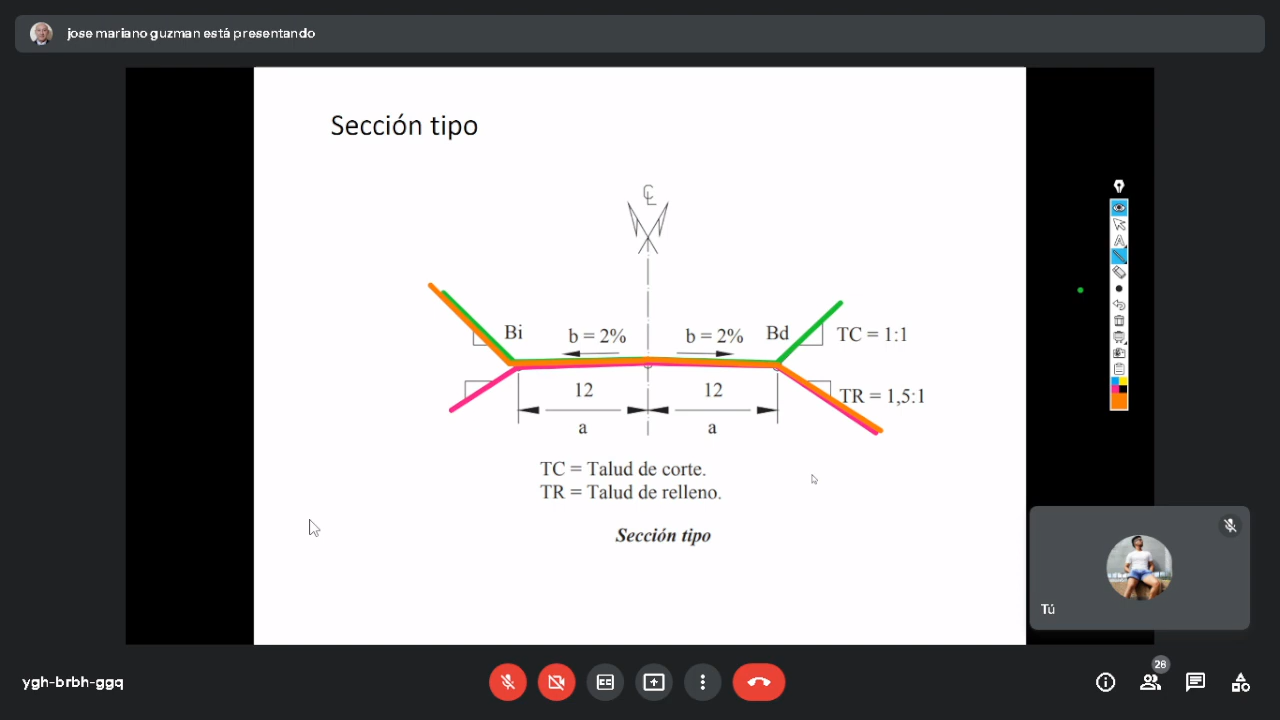 jose mariano guzman está presentando
Sección tipo
℄
Bi
b = 2%
b = 2%
Bd
TC = 1:1
12
12
TR = 1,5:1
a
a
TC = Talud de corte.
TR = Talud de relleno.
Sección tipo
Tú
ygh-brbh-ggq
26